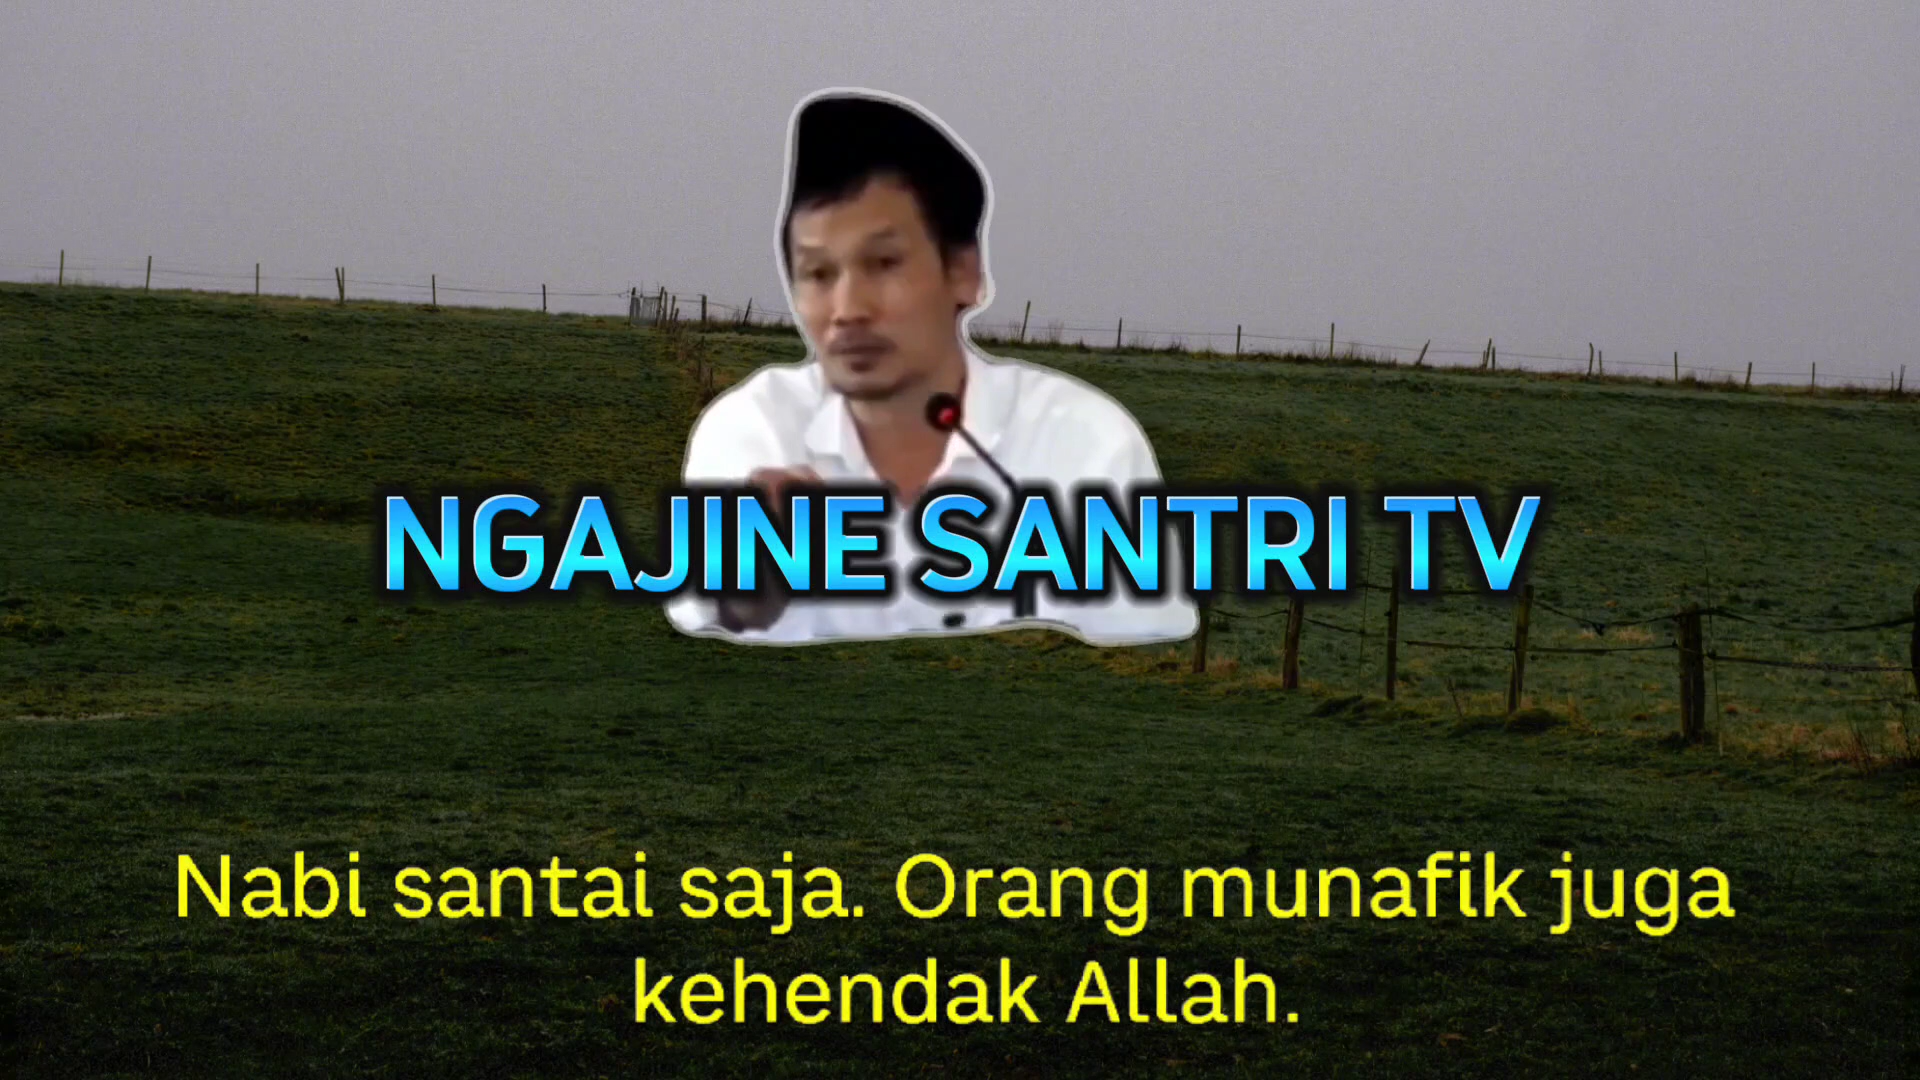 NGAJINE SANTRI TV
Nabi santai saja. Orang munafik juga
kehendak Allah.